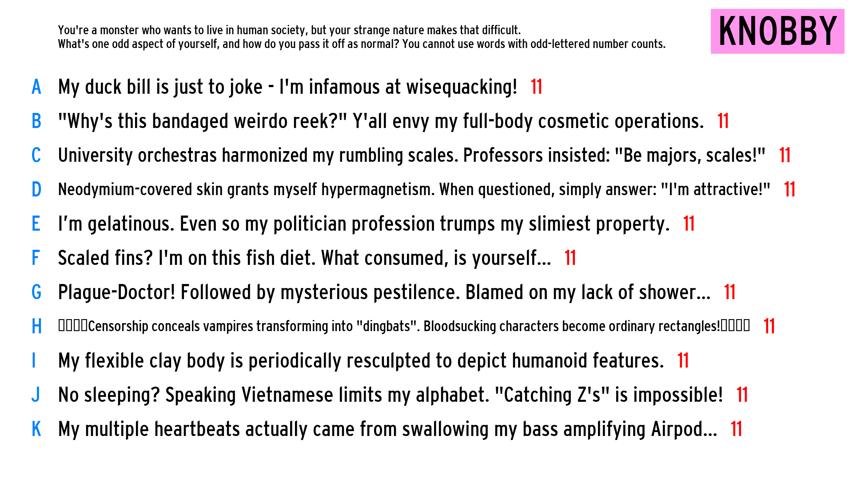 You're a monster who wants to live in human society, but your strange nature makes that difficult.
What's one odd aspect of yourself, and how do you pass it off as normal? You cannot use words with odd-lettered number counts.
KNOBBY
A My duck bill is just to joke - I'm infamous at wisequacking! 11
B "Why's this bandaged weirdo reek?" Y'all envy my full-body cosmetic operations. 11
C University orchestras harmonized my rumbling scales. Professors insisted: "Be majors, scales!" 11
D Neodymium-covered skin grants myself hypermagnetism. When questioned, simply answer: "I'm attractive!" 11
E I’m gelatinous. Even so my politician profession trumps my slimiest property. 11
F Scaled fins? I'm on this fish diet. What consumed, is yourself... 11
G Plague-Doctor! Followed by mysterious pestilence. Blamed on my lack of shower... 11
H ▯▯▯▯Censorship conceals vampires transforming into "dingbats". Bloodsucking characters become ordinary rectangles!▯▯▯▯ 11
I My flexible clay body is periodically resculpted to depict humanoid features. 11
J No sleeping? Speaking Vietnamese limits my alphabet. "Catching Z's" is impossible! 11
K My multiple heartbeats actually came from swallowing my bass amplifying Airpod... 11